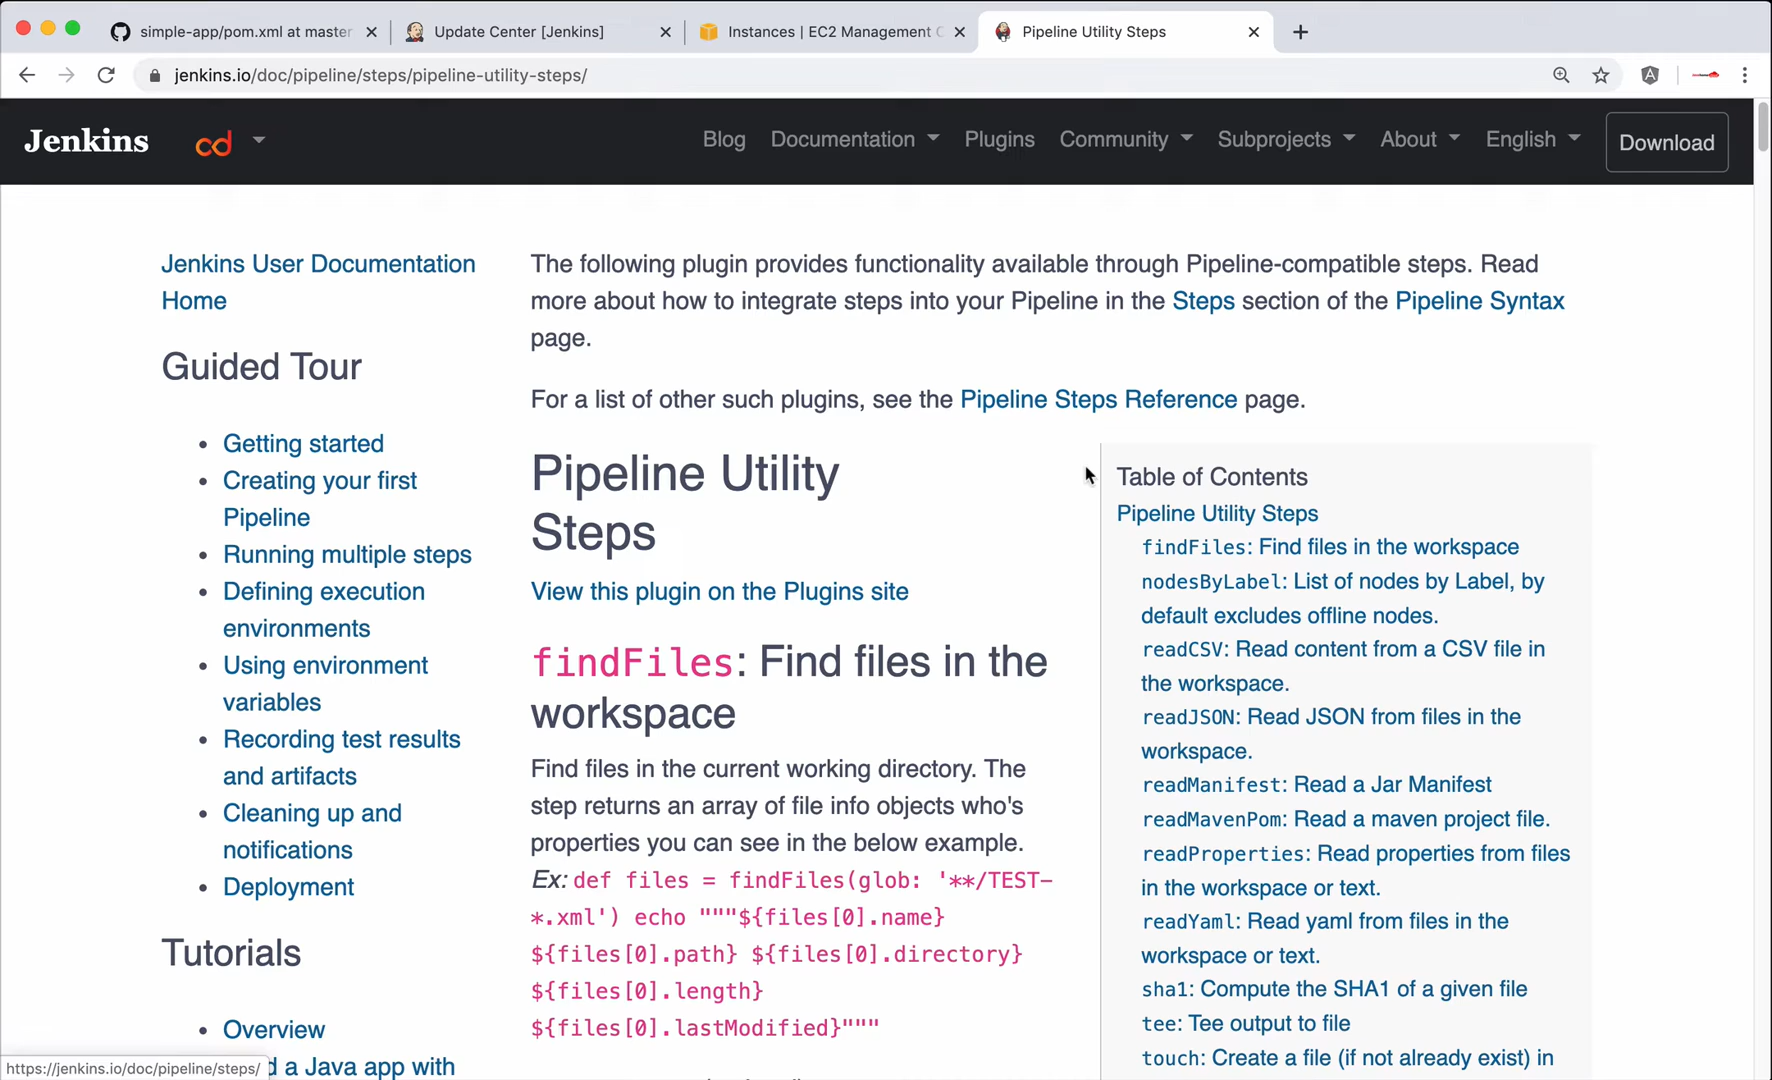 simple-app/pom.xml at master
Update Center [Jenkins]
Instances | EC2 Management C
Pipeline Utility Steps
jenkins.io/doc/pipeline/steps/pipeline-utility-steps/
Jenkins
cd
Blog
Documentation
Plugins
Community
Subprojects
About
English
Download
Jenkins User Documentation
Home
Guided Tour
Getting started
Creating your first
Pipeline
Running multiple steps
Defining execution
environments
Using environment
variables
Recording test results
and artifacts
Cleaning up and
notifications
Deployment
Tutorials
Overview
d a Java app with
https://jenkins.io/doc/pipeline/steps/
The following plugin provides functionality available through Pipeline-compatible steps. Read
more about how to integrate steps into your Pipeline in the Steps section of the Pipeline Syntax
page.
For a list of other such plugins, see the Pipeline Steps Reference page.
Pipeline Utility
Steps
View this plugin on the Plugins site
findFiles: Find files in the
workspace
Find files in the current working directory. The
step returns an array of file info objects who's
properties you can see in the below example.
Ex: def files = findFiles(glob: '**/TEST-
*.xml') echo """${files[0].name}
${files[0].path} ${files[0].directory}
${files[0].length}
${files[0].lastModified}"""
Table of Contents
Pipeline Utility Steps
findFiles: Find files in the workspace
nodesByLabel: List of nodes by Label, by
default excludes offline nodes.
readCSV: Read content from a CSV file in
the workspace.
readJSON: Read JSON from files in the
workspace.
readManifest: Read a Jar Manifest
readMavenPom: Read a maven project file.
readProperties: Read properties from files
in the workspace or text.
readYaml: Read yaml from files in the
workspace or text.
sha1: Compute the SHA1 of a given file
tee: Tee output to file
touch: Create a file (if not already exist) in